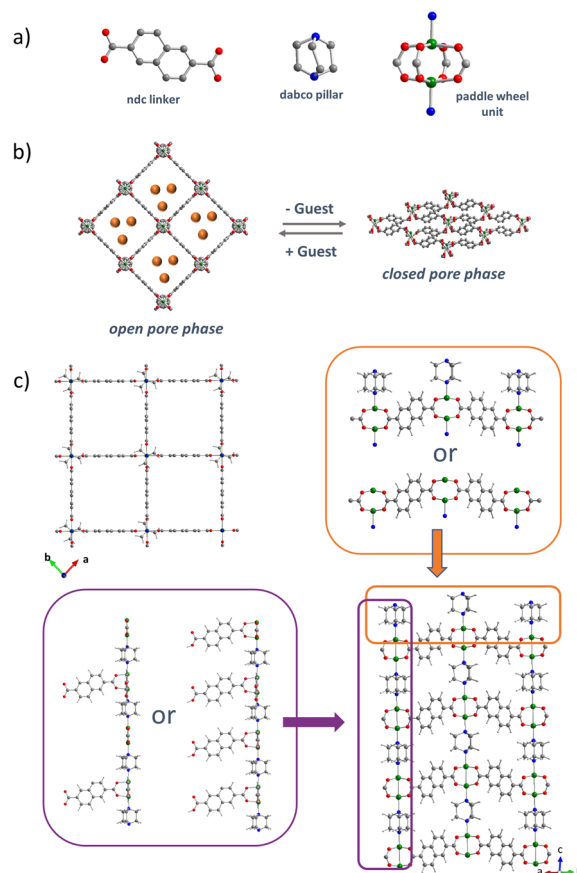 a)
ndc linker
dabco pillar
paddle wheel
unit
b)
- Guest
+ Guest
open pore phase
closed pore phase
c)
or
b
a
or
c
a